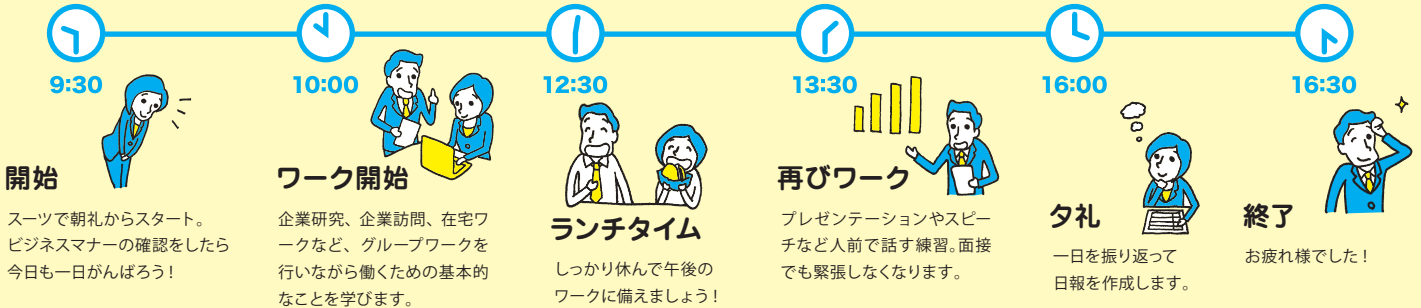 9:30
開始
スーツで朝礼からスタート。
ビジネスマナーの確認をしたら
今日も一日がんばろう！
10:00
ワーク開始
企業研究、企業訪問、在宅ワ
ークなど、グループワークを
行いながら働くための基本的
なことを学びます。
12:30
ランチタイム
しっかり休んで午後の
ワークに備えましょう！
13:30
再びワーク
プレゼンテーションやスピー
チなど人前で話す練習。面接
でも緊張しなくなります。
16:00
夕礼
一日を振り返って
日報を作成します。
16:30
終了
お疲れ様でした！